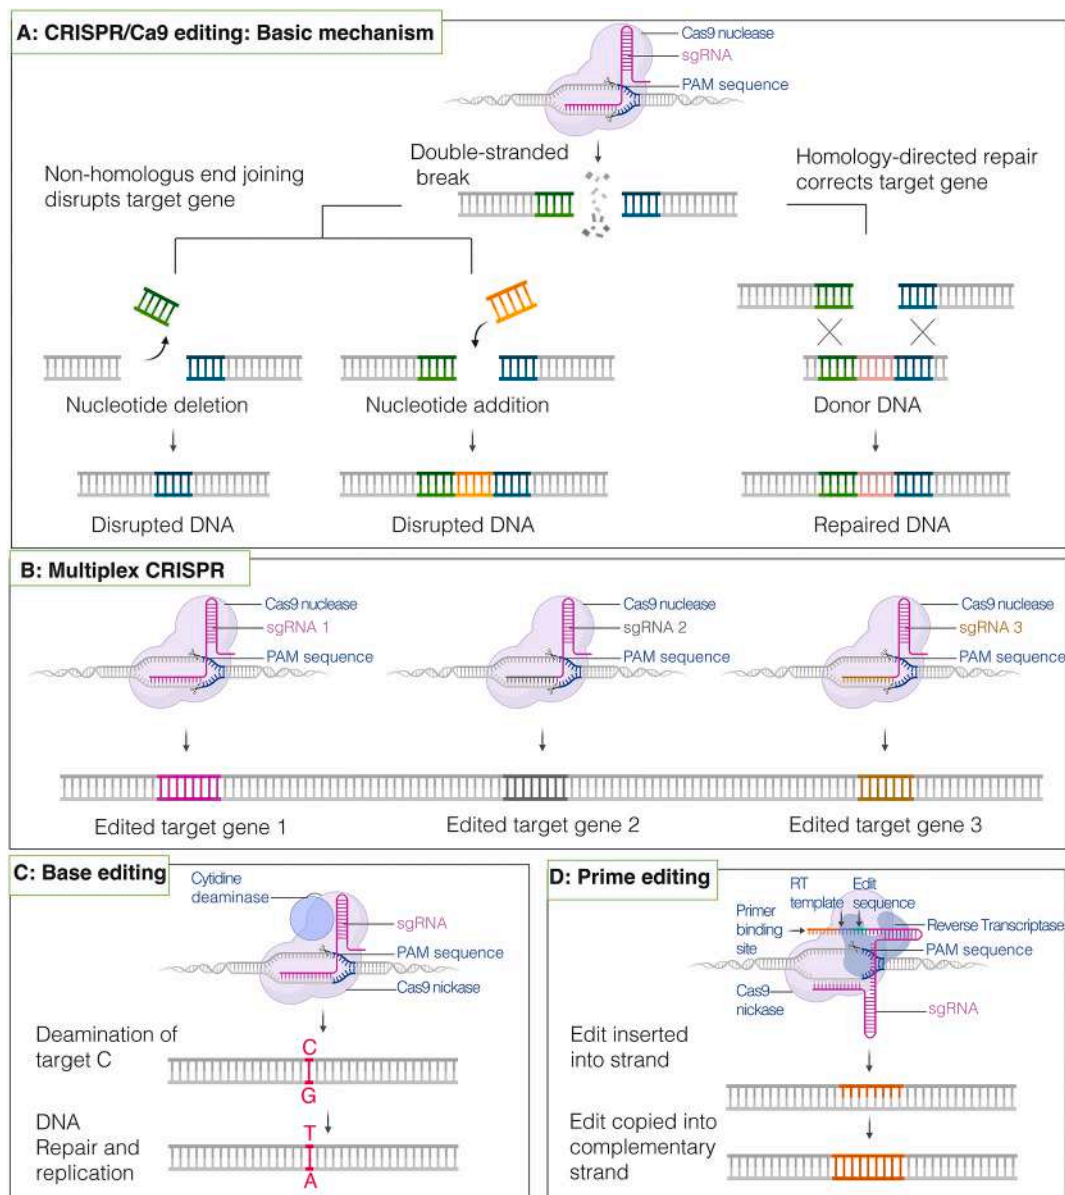 A: CRISPR/Ca9 editing: Basic mechanism
Cas9 nuclease
sgRNA
PAM sequence
Double-stranded
break
Non-homologus end joining
disrupts target gene
Homology-directed repair
corrects target gene
Nucleotide deletion
Nucleotide addition
Donor DNA
Disrupted DNA
Disrupted DNA
Repaired DNA
B: Multiplex CRISPR
Cas9 nuclease
sgRNA 1
PAM sequence
Cas9 nuclease
sgRNA 2
PAM sequence
Cas9 nuclease
sgRNA 3
PAM sequence
Edited target gene 1
Edited target gene 2
Edited target gene 3
C: Base editing
Cytidine
deaminase
sgRNA
PAM sequence
Cas9 nickase
Deamination of
target C
C
G
DNA
Repair and
replication
T
A
D: Prime editing
RT
template
Edit
sequence
Primer
binding
site
Reverse Transcriptase
PAM sequence
Cas9
nickase
sgRNA
Edit inserted
into strand
Edit copied into
complementary
strand